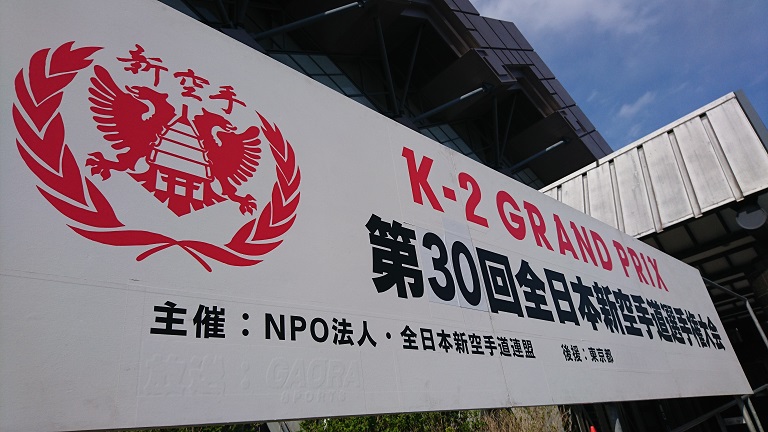 新空手
K-2 GRAND PRIX
第30回全日本新空手道選手権大会
主催：NPO法人・全日本新空手道連盟 後援：東京都
GAORA
SPORTS